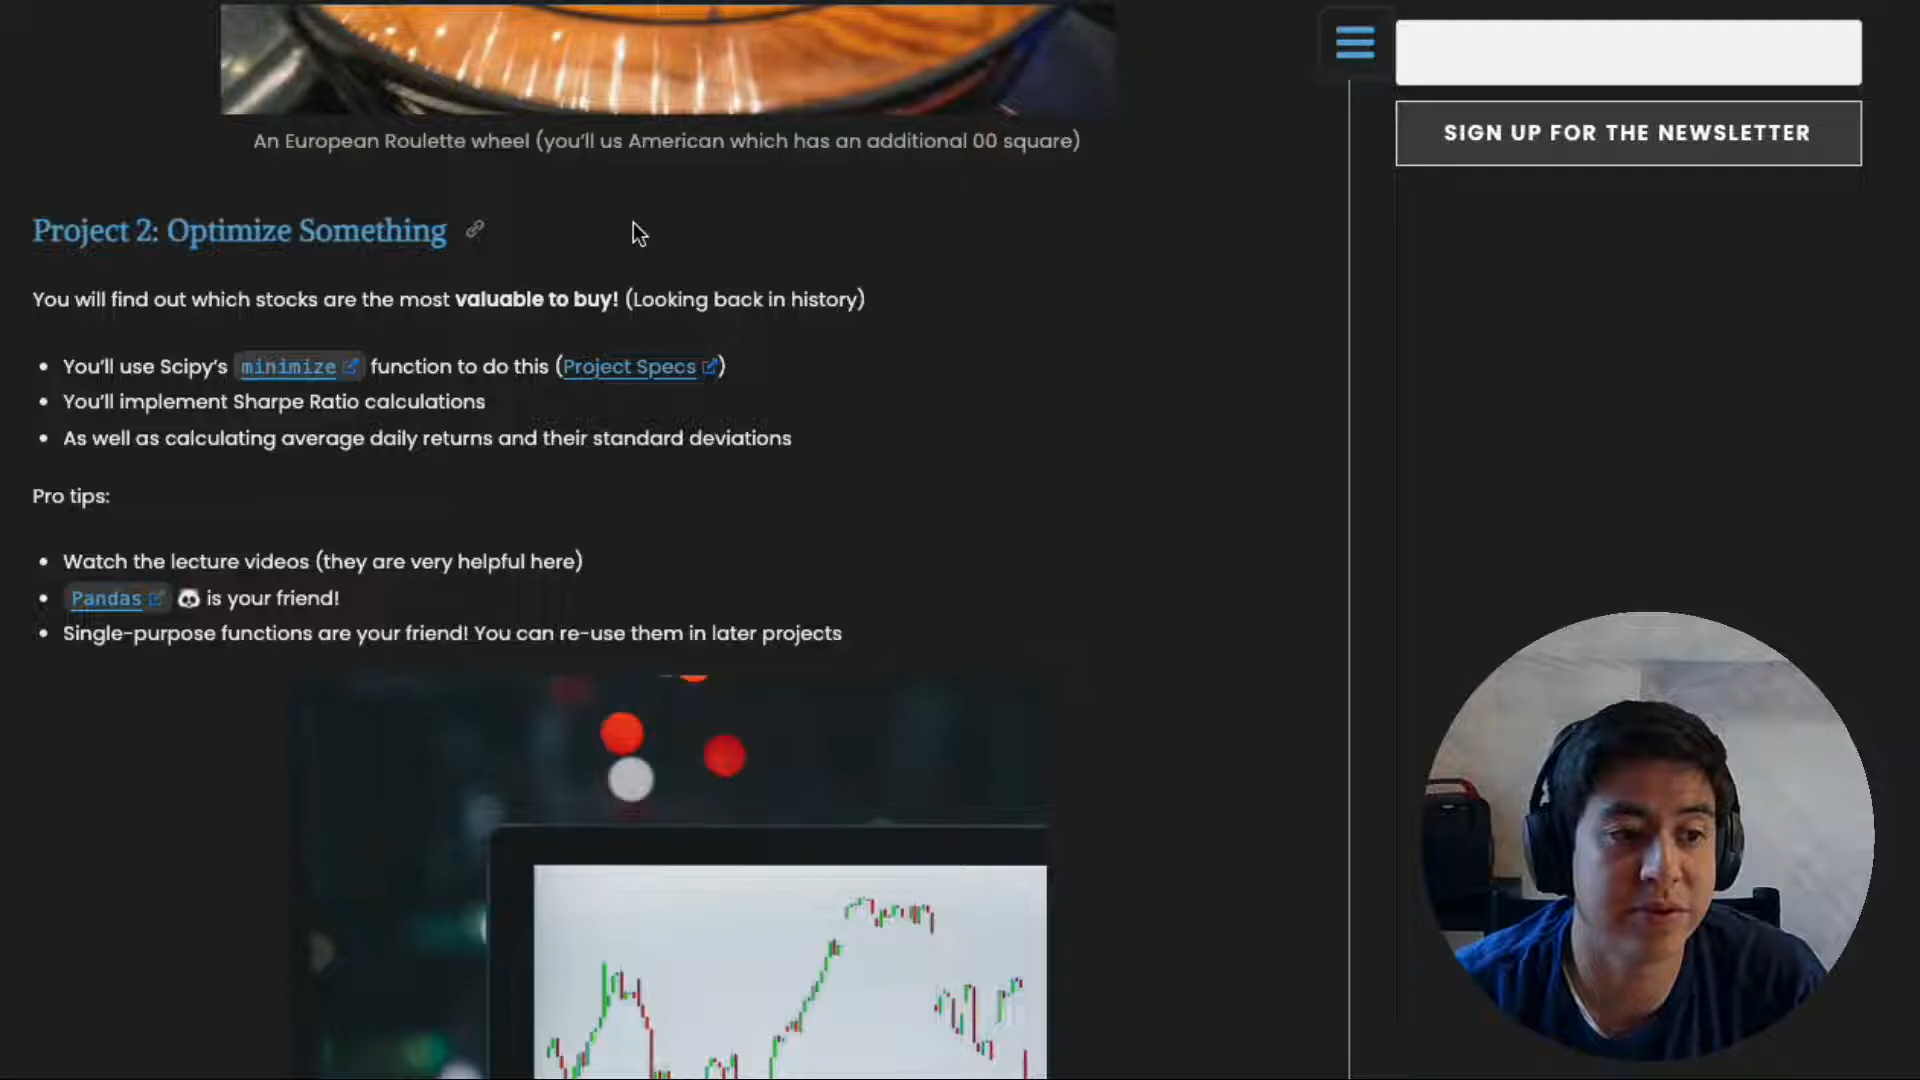 An European Roulette wheel (you'll us American which has an additional 00 square)
SIGN UP FOR THE NEWSLETTER
Project 2: Optimize Something
You will find out which stocks are the most valuable to buy! (Looking back in history)
You'll use Scipy's minimize function to do this (Project Specs)
You'll implement Sharpe Ratio calculations
As well as calculating average daily returns and their standard deviations
Pro tips:
Watch the lecture videos (they are very helpful here)
Pandas 🐼 is your friend!
Single-purpose functions are your friend! You can re-use them in later projects